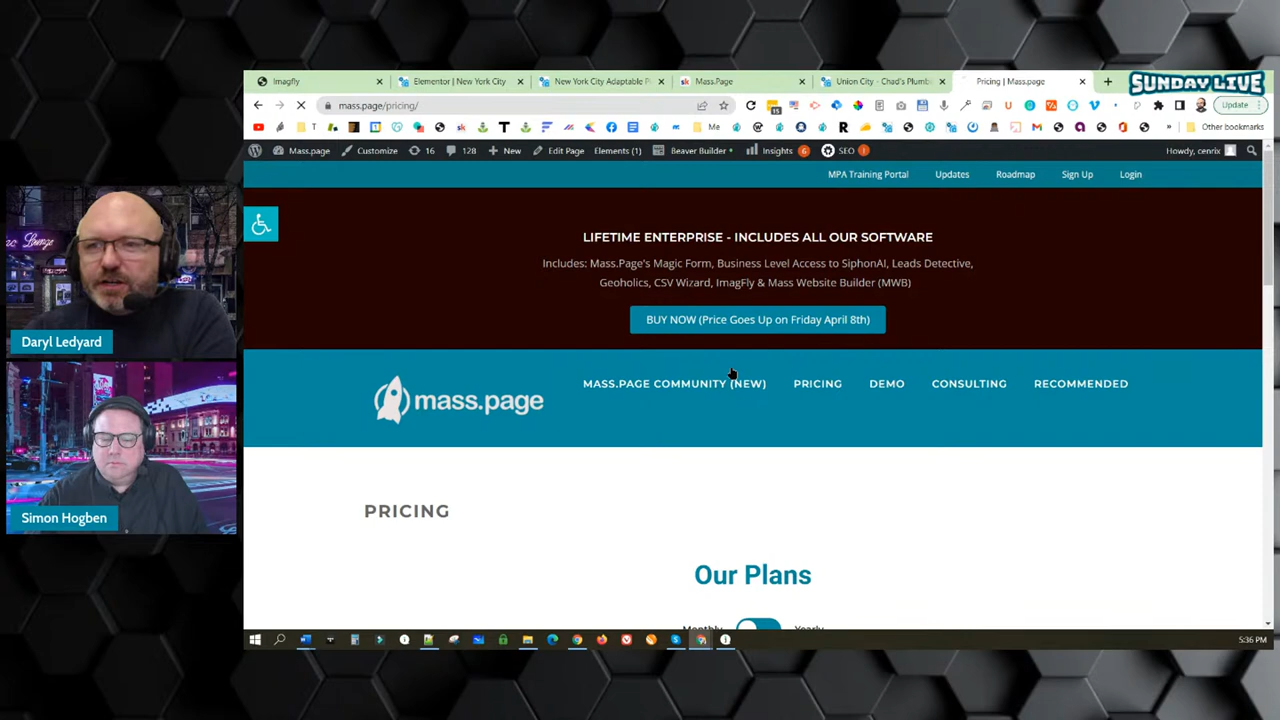 Imagfly
Elementor | New York City
New York City Adaptable P
Mass.Page
Union City - Chad's Plumb
Pricing | Mass.page
SUNDAY LIVE
mass.page/pricing/
Update
Me
Other bookmarks
Mass.page
Customize
16
128
New
Edit Page
Elements (1)
Beaver Builder
Insights
6
SEO
Howdy, cenrix
MPA Training Portal
Updates
Roadmap
Sign Up
Login
LIFETIME ENTERPRISE - INCLUDES ALL OUR SOFTWARE
Includes: Mass.Page's Magic Form, Business Level Access to SiphonAI, Leads Detective,
Geoholics, CSV Wizard, ImagFly & Mass Website Builder (MWB)
BUY NOW (Price Goes Up on Friday April 8th)
mass.page
MASS.PAGE COMMUNITY (NEW)
PRICING
DEMO
CONSULTING
RECOMMENDED
PRICING
Our Plans
Monthly
Yearly
Daryl Ledyard
Simon Hogben
5:36 PM